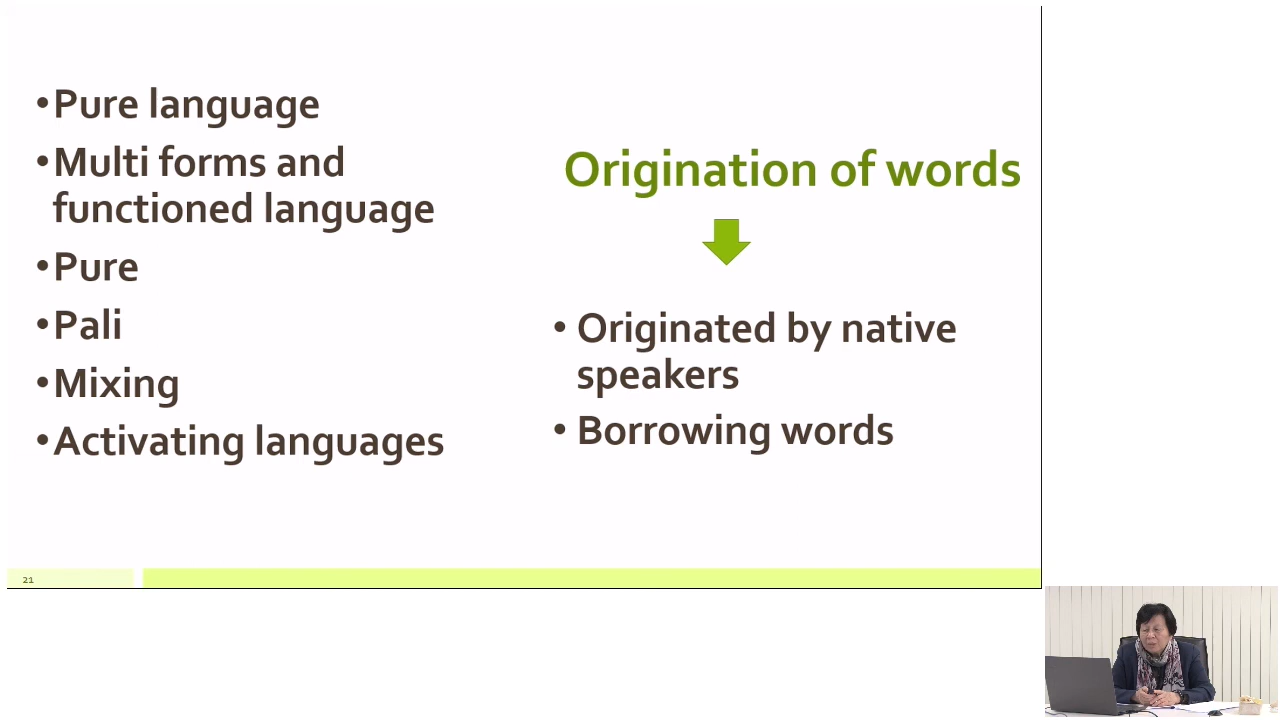 •Pure language
•Multi forms and
functioned language
•Pure
•Pali
•Mixing
•Activating languages
Origination of words
• Originated by native
speakers
• Borrowing words
21